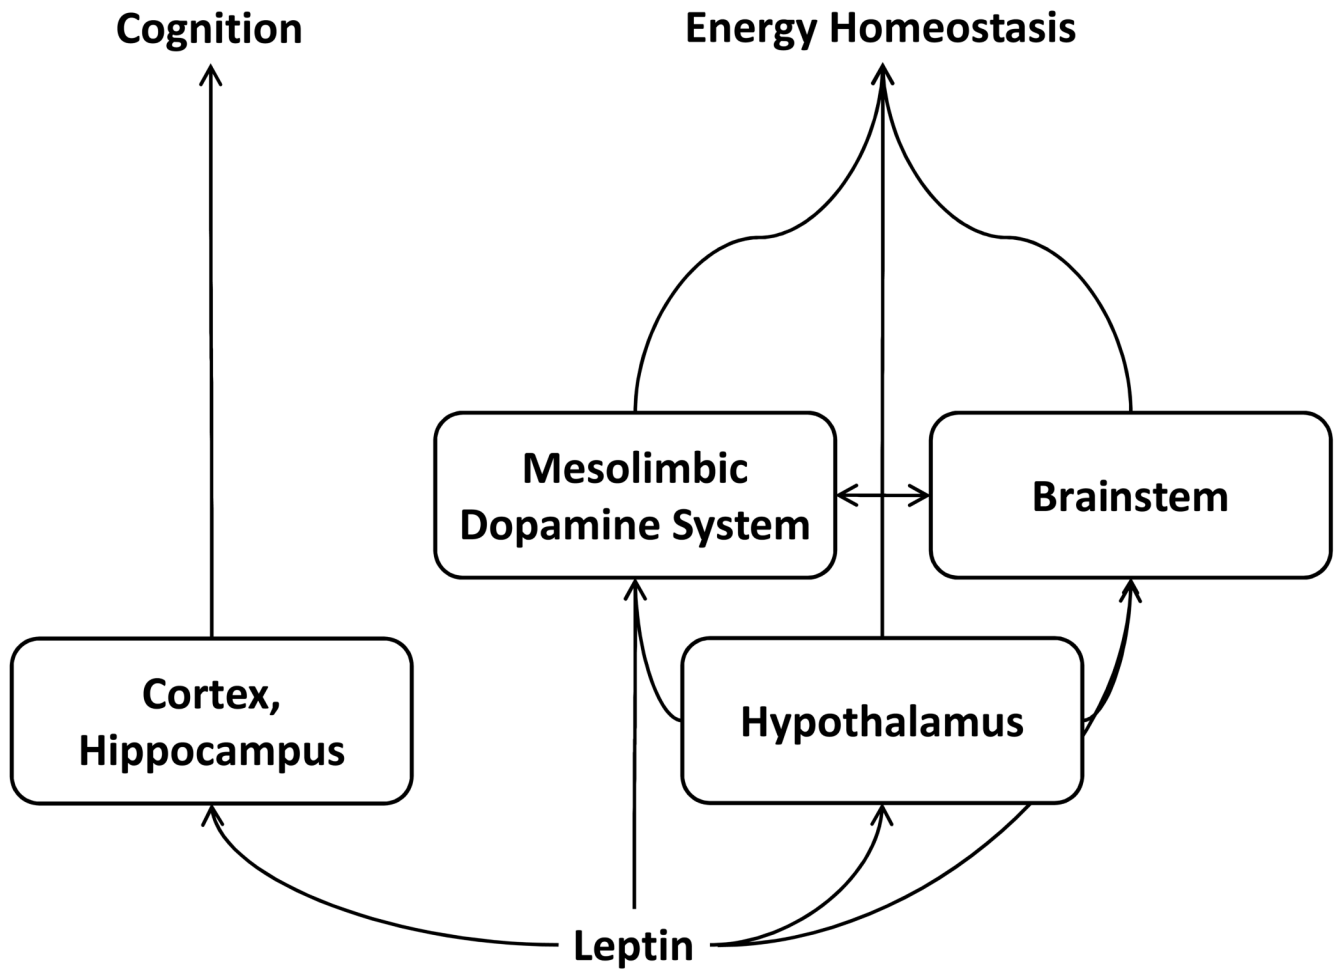 Cognition
Energy Homeostasis
Mesolimbic
Dopamine System
Brainstem
Cortex,
Hippocampus
Hypothalamus
Leptin